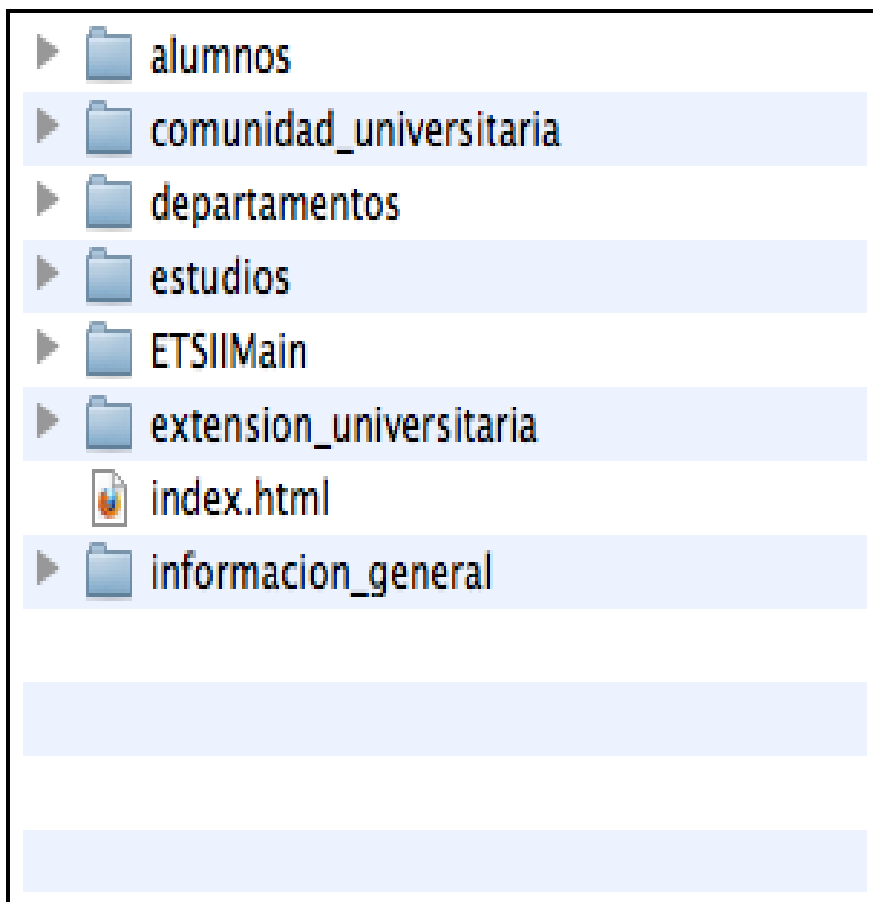 alumnos
comunidad_universitaria
departamentos
estudios
ETSIIMain
extension_universitaria
index.html
informacion_general